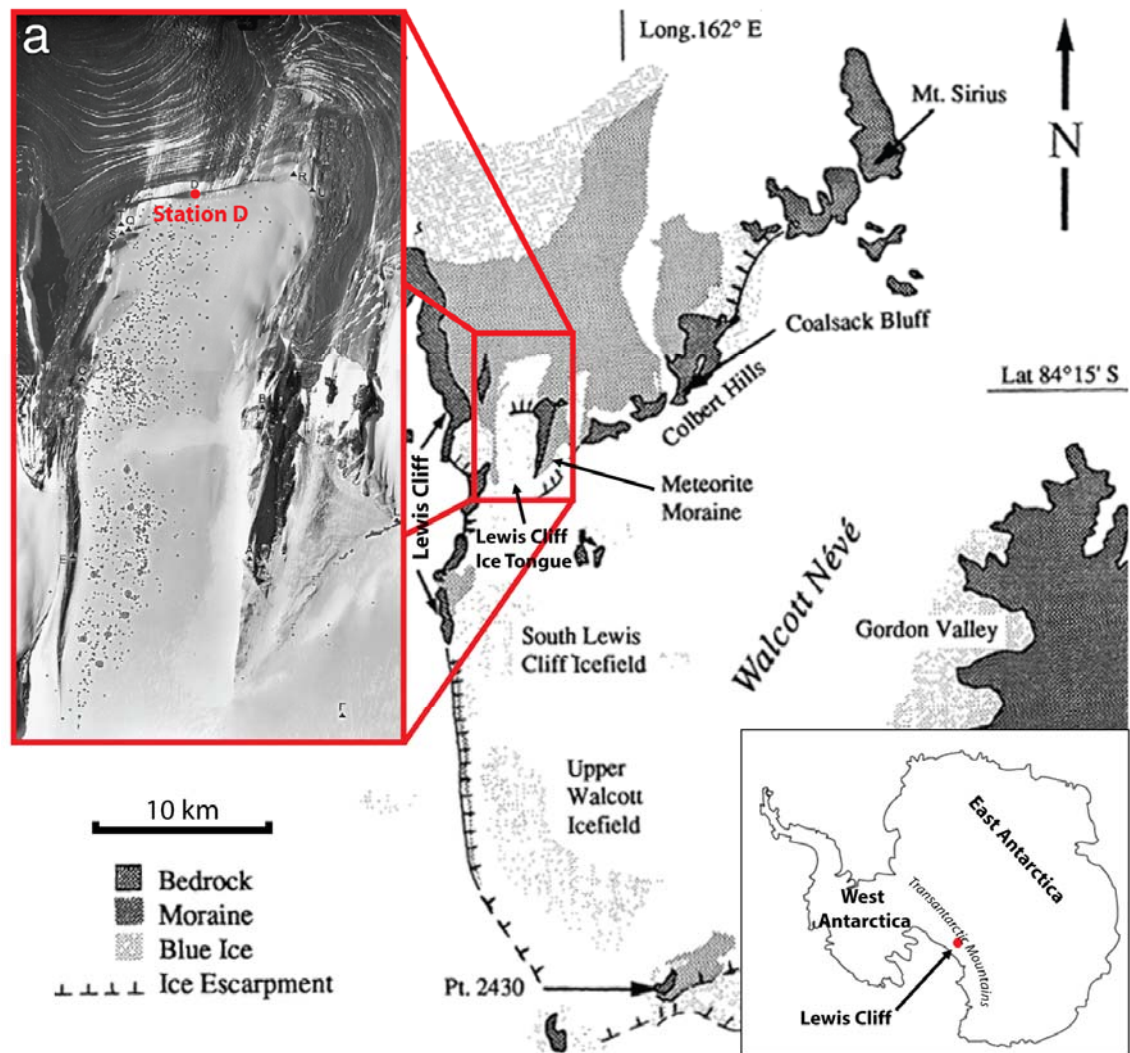 a
Long.162° E
Mt. Sirius
N
D
R
U
Station D
Q
S
Coalsack Bluff
Colbert Hills
Lat 84°15' S
C
B
Lewis Cliff
Meteorite
Moraine
Lewis Cliff
Ice Tongue
E
A
Walcott Névé
Gordon Valley
South Lewis
Cliff Icefield
Upper
Walcott
Icefield
10 km
Bedrock
Moraine
Blue Ice
Ice Escarpment
Pt. 2430
East Antarctica
West
Antarctica
Transantarctic Mountains
Lewis Cliff